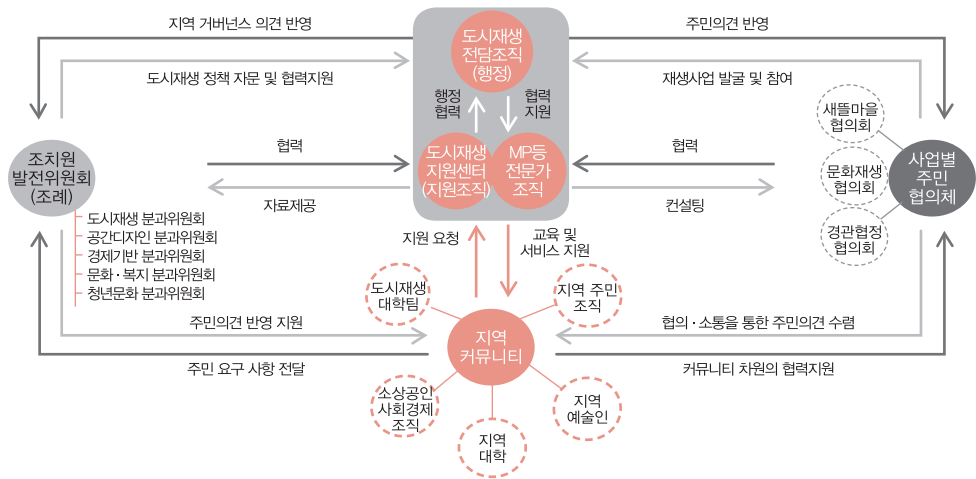 지역 거버넌스 의견 반영
주민의견 반영
도시재생
전담조직
(행정)
도시재생 정책 자문 및 협력지원
재생사업 발굴 및 참여
행정
협력
협력
지원
새뜰마을
협의회
조치원
발전위원회
(조례)
협력
도시재생
지원센터
(지원조직)
MP등
전문가
조직
협력
문화재생
협의회
사업별
주민
협의체
자료제공
컨설팅
도시재생 분과위원회
공간디자인 분과위원회
경제기반 분과위원회
문화 · 복지 분과위원회
청년문화 분과위원회
경관협정
협의회
지원 요청
교육 및
서비스 지원
도시재생
대학팀
지역 주민
조직
주민의견 반영 지원
협의 · 소통을 통한 주민의견 수렴
지역
커뮤니티
주민 요구 사항 전달
커뮤니티 차원의 협력지원
소상공인
사회경제
조직
지역
예술인
지역
대학